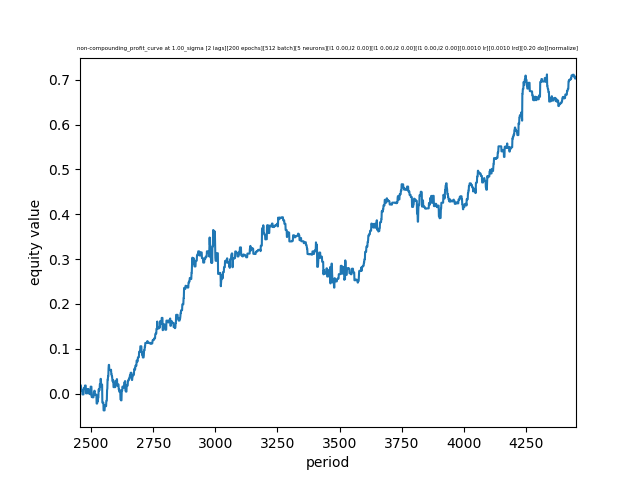 non-compounding_profit_curve at 1.00_sigma [2 lags][200 epochs][512 batch][5 neurons][l1 0.00,l2 0.00][l1 0.00,l2 0.00][l1 0.00,l2 0.00][0.0010 lr][0.0010 lrd][0.20 do][normalize]
0.7
0.6
0.5
0.4
0.3
0.2
0.1
0.0
equity value
2500 2750 3000 3250 3500 3750 4000 4250
period